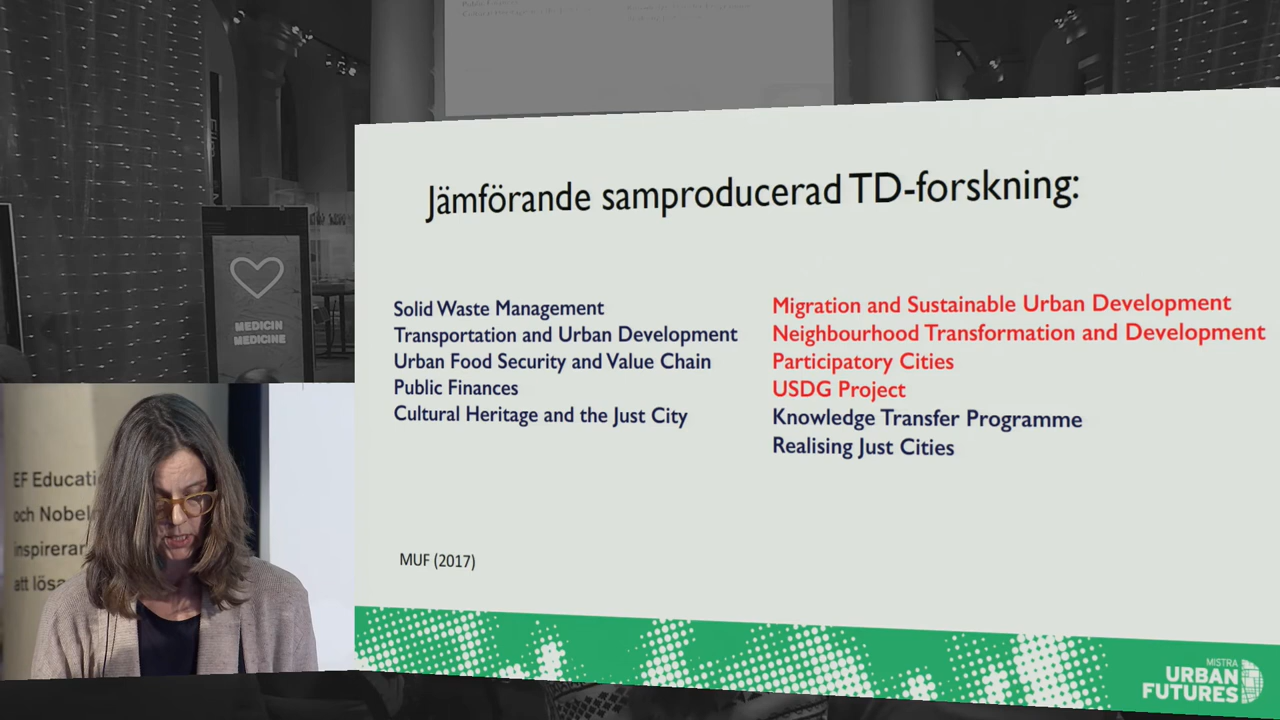 Jämförande samproducerad TD-forskning:
Solid Waste Management
Transportation and Urban Development
Urban Food Security and Value Chain
Public Finances
Cultural Heritage and the Just City
Migration and Sustainable Urban Development
Neighbourhood Transformation and Development
Participatory Cities
USDG Project
Knowledge Transfer Programme
Realising Just Cities
MUF (2017)
MISTRA
URBAN
FUTURES
MEDICIN
MEDICINE
EF Educati
och Nobel
inspirerar
att lösa